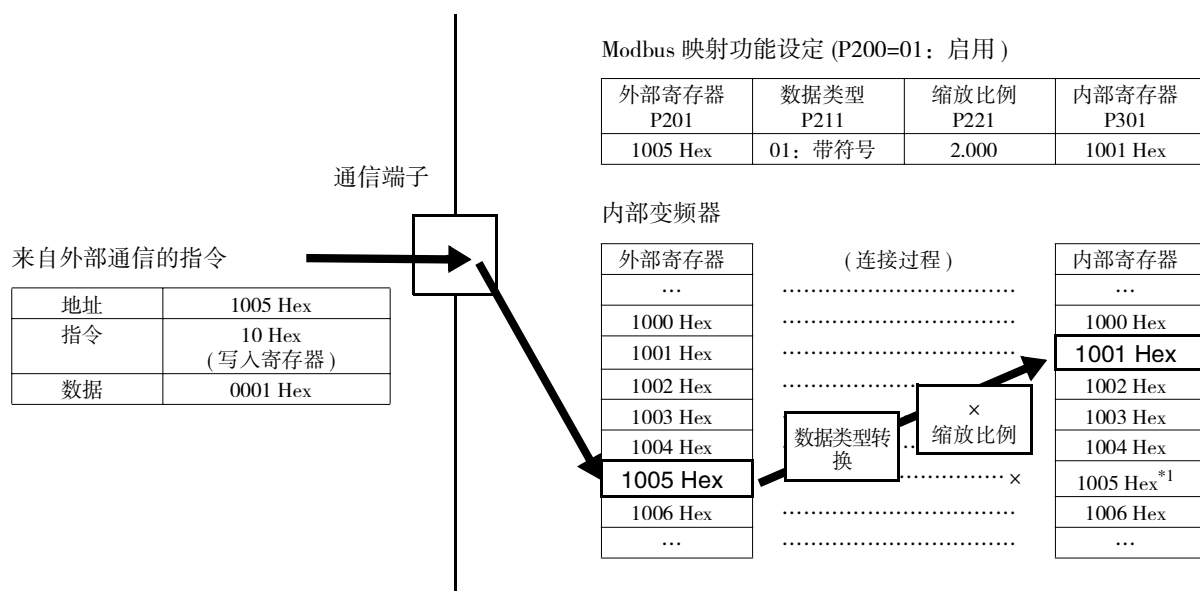 Modbus 映射功能设定 (P200=01：启用 )
外部寄存器 数据类型 缩放比例 内部寄存器
P201 P211 P221 P301
1005 Hex 01：带符号 2.000 1001 Hex
通信端子
来自外部通信的指令
地址 1005 Hex
指令 10 Hex
( 写入寄存器 )
数据 0001 Hex
内部变频器
外部寄存器 ( 连接过程 ) 内部寄存器
… ………………………… …
1000 Hex ………………………… 1000 Hex
1001 Hex ………………………… 1001 Hex
1002 Hex ………… 1002 Hex
1003 Hex × 1003 Hex
缩放比例
1004 Hex 数据类型转 … 1004 Hex
换
1005 Hex ………… × 1005 Hex*1
1006 Hex ………………………… 1006 Hex
… ………………………… …